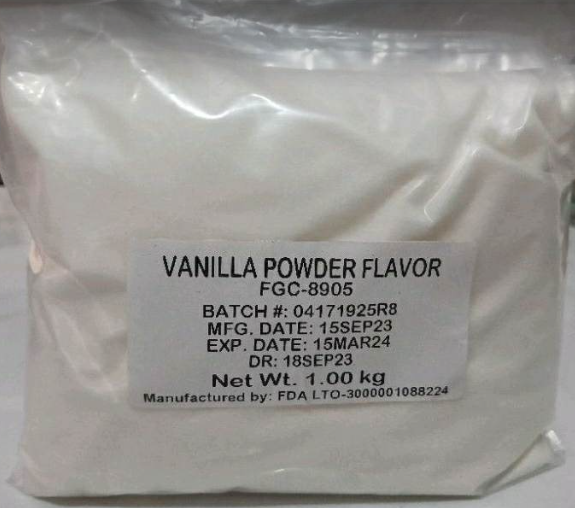 VANILLA POWDER FLAVOR
FGC-8905
BATCH #: 04171925R8
MFG. DATE: 15SEP23
EXP. DATE: 15MAR24
DR: 18SEP23
Net Wt. 1.00 kg
Manufactured by: FDA LTO-3000001088224